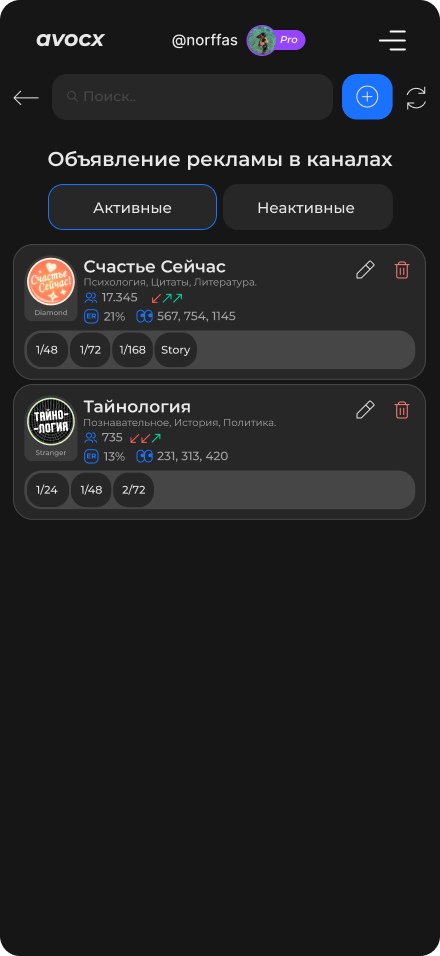 avocx
@norffas Pro
Поиск..
Объявление рекламы в каналах
Активные Неактивные
Счастье Сейчас!
Diamond
Счастье Сейчас
Психология, Цитаты, Литература.
17.345
ER 21% 567, 754, 1145
1/48 1/72 1/168 Story
ТАЙНО-
-ЛОГИЯ
Stranger
Тайнология
Познавательное, История, Политика.
735
ER 13% 231, 313, 420
1/24 1/48 2/72